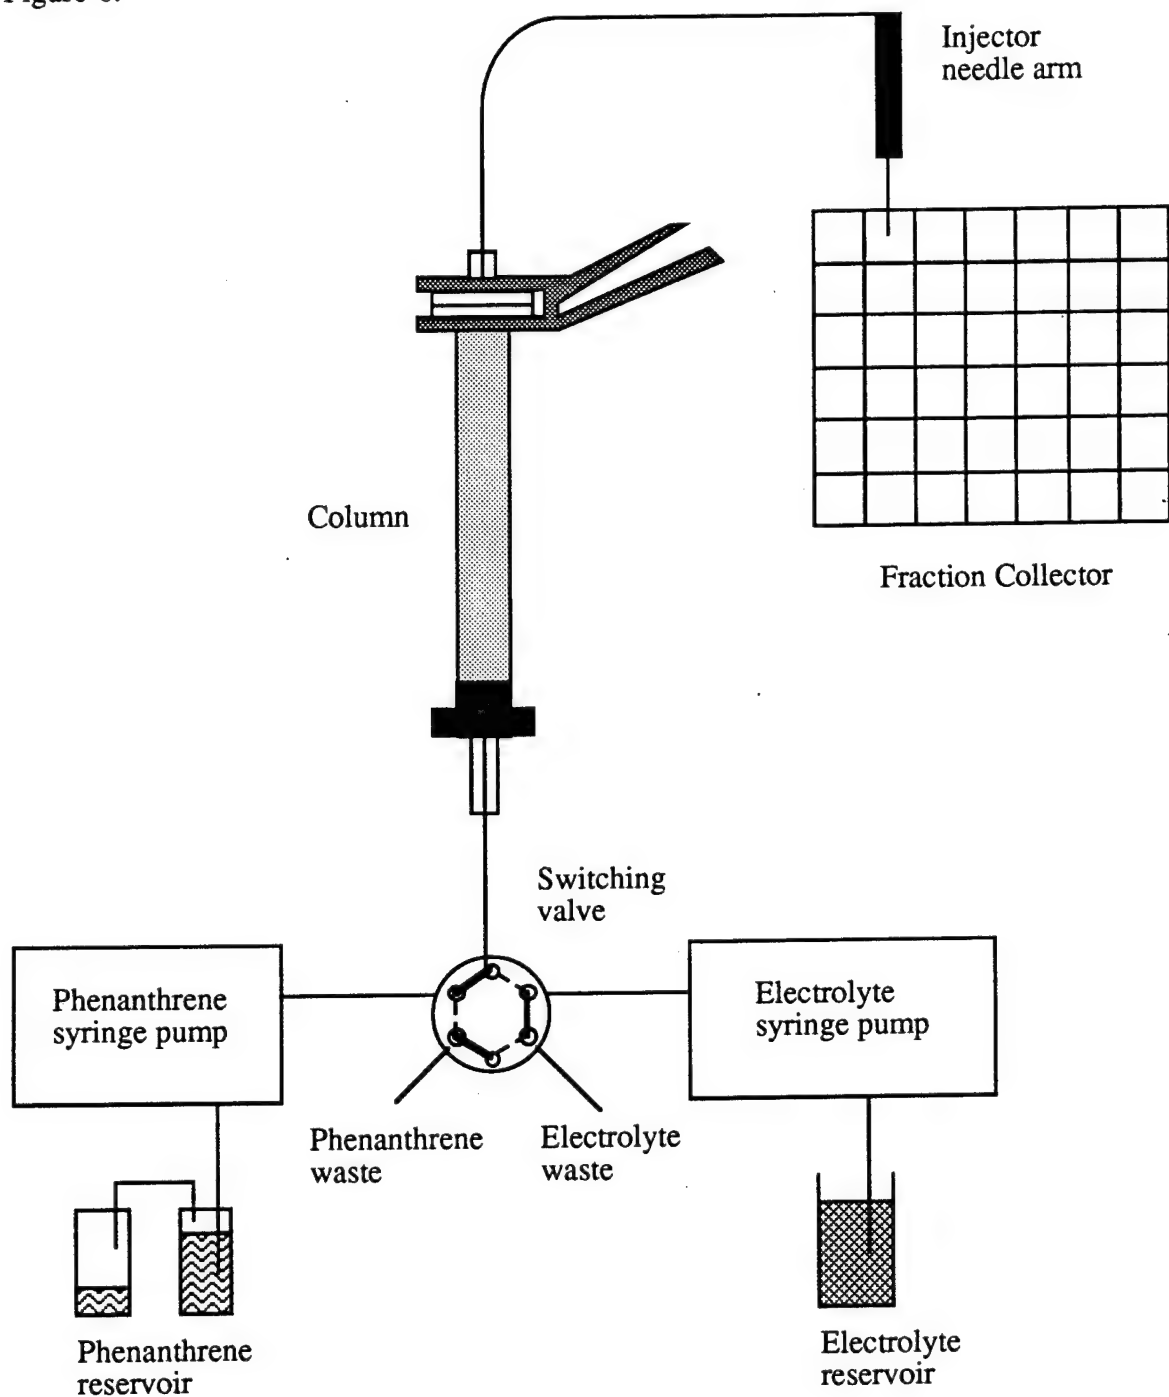 Injector
needle arm
Column
Fraction Collector
Switching
valve
Phenanthrene
syringe pump
Electrolyte
syringe pump
Phenanthrene
waste
Electrolyte
waste
Phenanthrene
reservoir
Electrolyte
reservoir